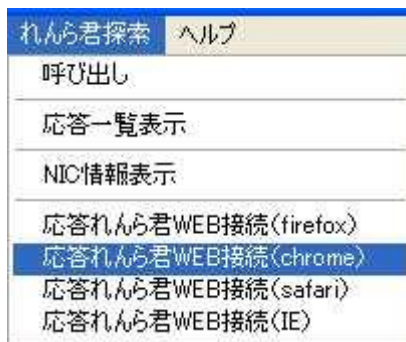 れんら君探索 ヘルプ
呼び出し
応答一覧表示
NIC情報表示
応答れんら君WEB接続(firefox)
応答れんら君WEB接続(chrome)
応答れんら君WEB接続(safari)
応答れんら君WEB接続(IE)